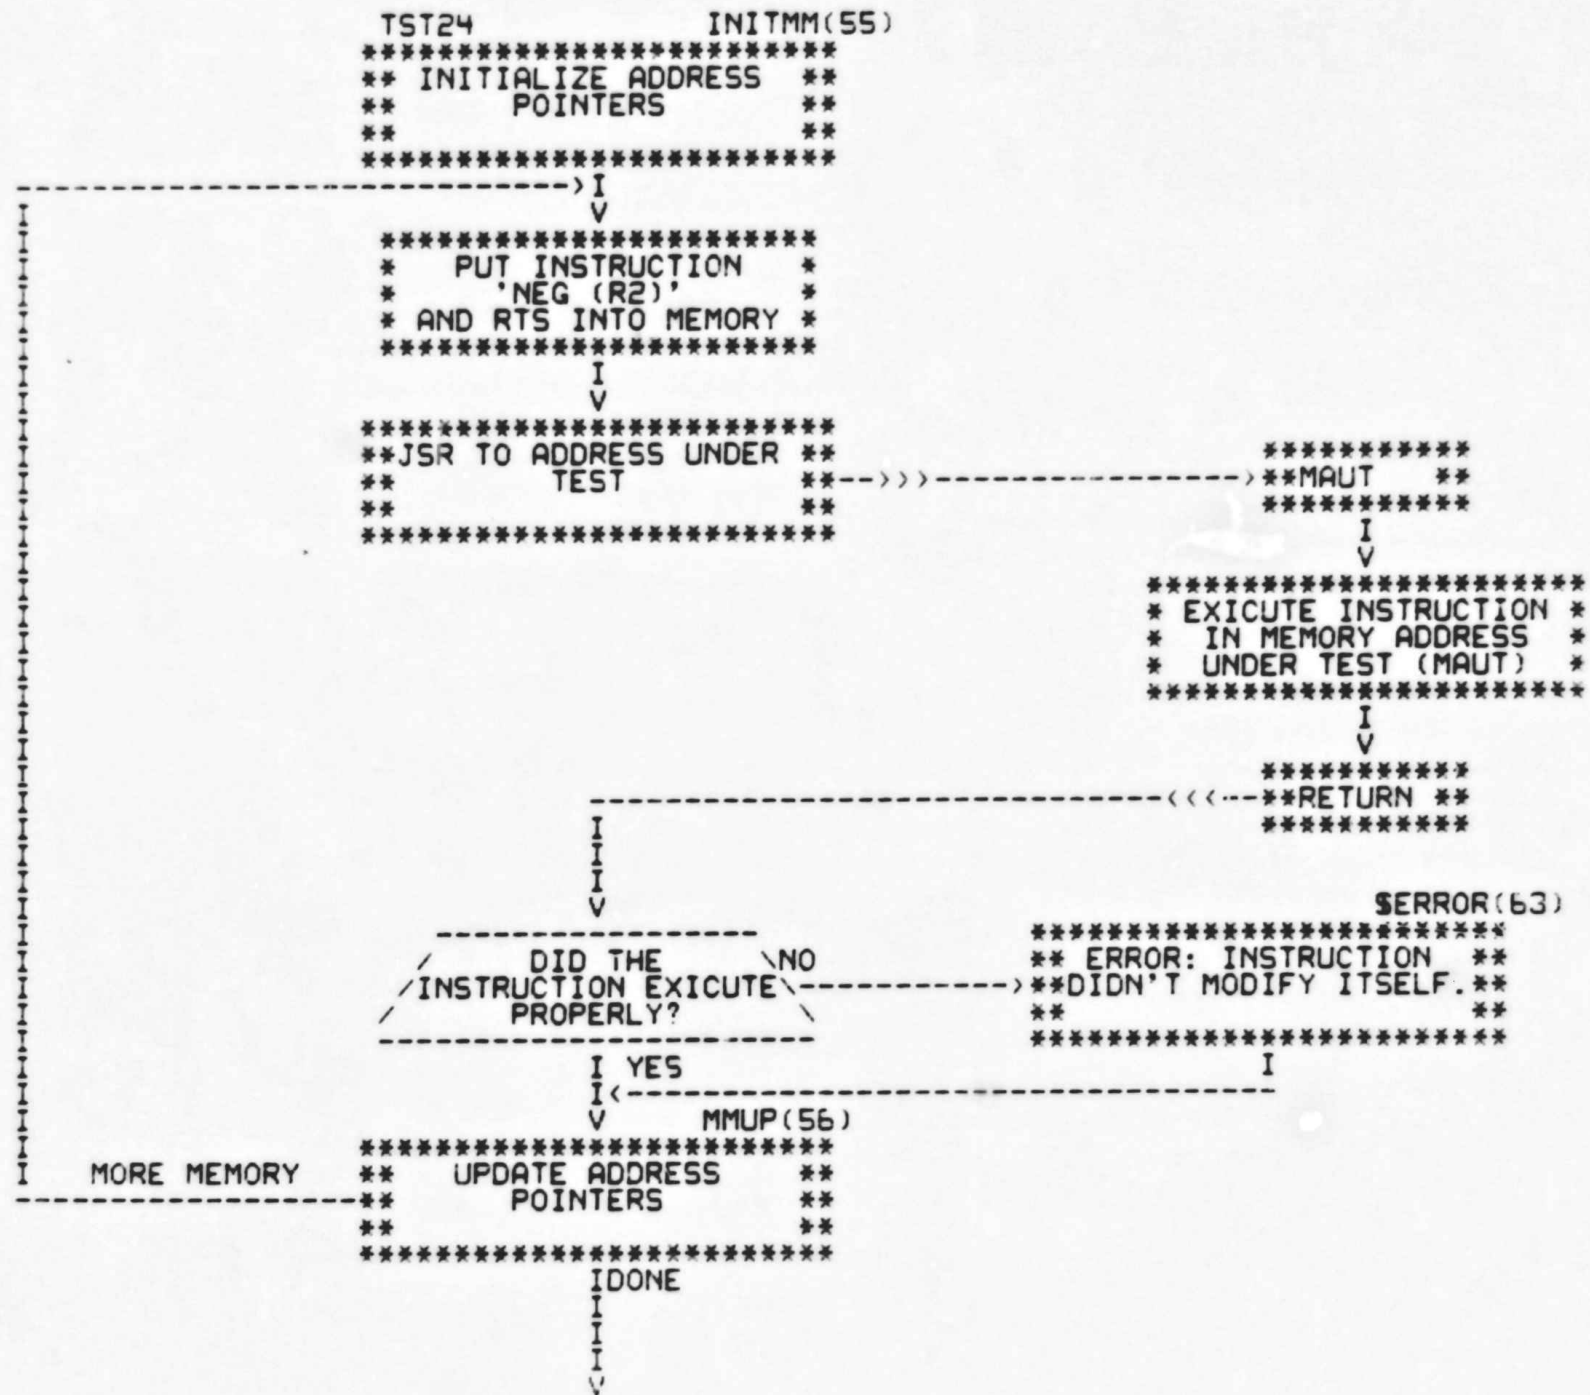 TST24 INITMM(55)
INITIALIZE ADDRESS
POINTERS
PUT INSTRUCTION
'NEG (R2)'
AND RTS INTO MEMORY
JSR TO ADDRESS UNDER
TEST
MAUT
EXICUTE INSTRUCTION
IN MEMORY ADDRESS
UNDER TEST (MAUT)
RETURN
$ERROR(63)
DID THE
INSTRUCTION EXICUTE
PROPERLY?
NO
ERROR: INSTRUCTION
DIDN'T MODIFY ITSELF.
YES
MMUP(56)
MORE MEMORY
UPDATE ADDRESS
POINTERS
DONE